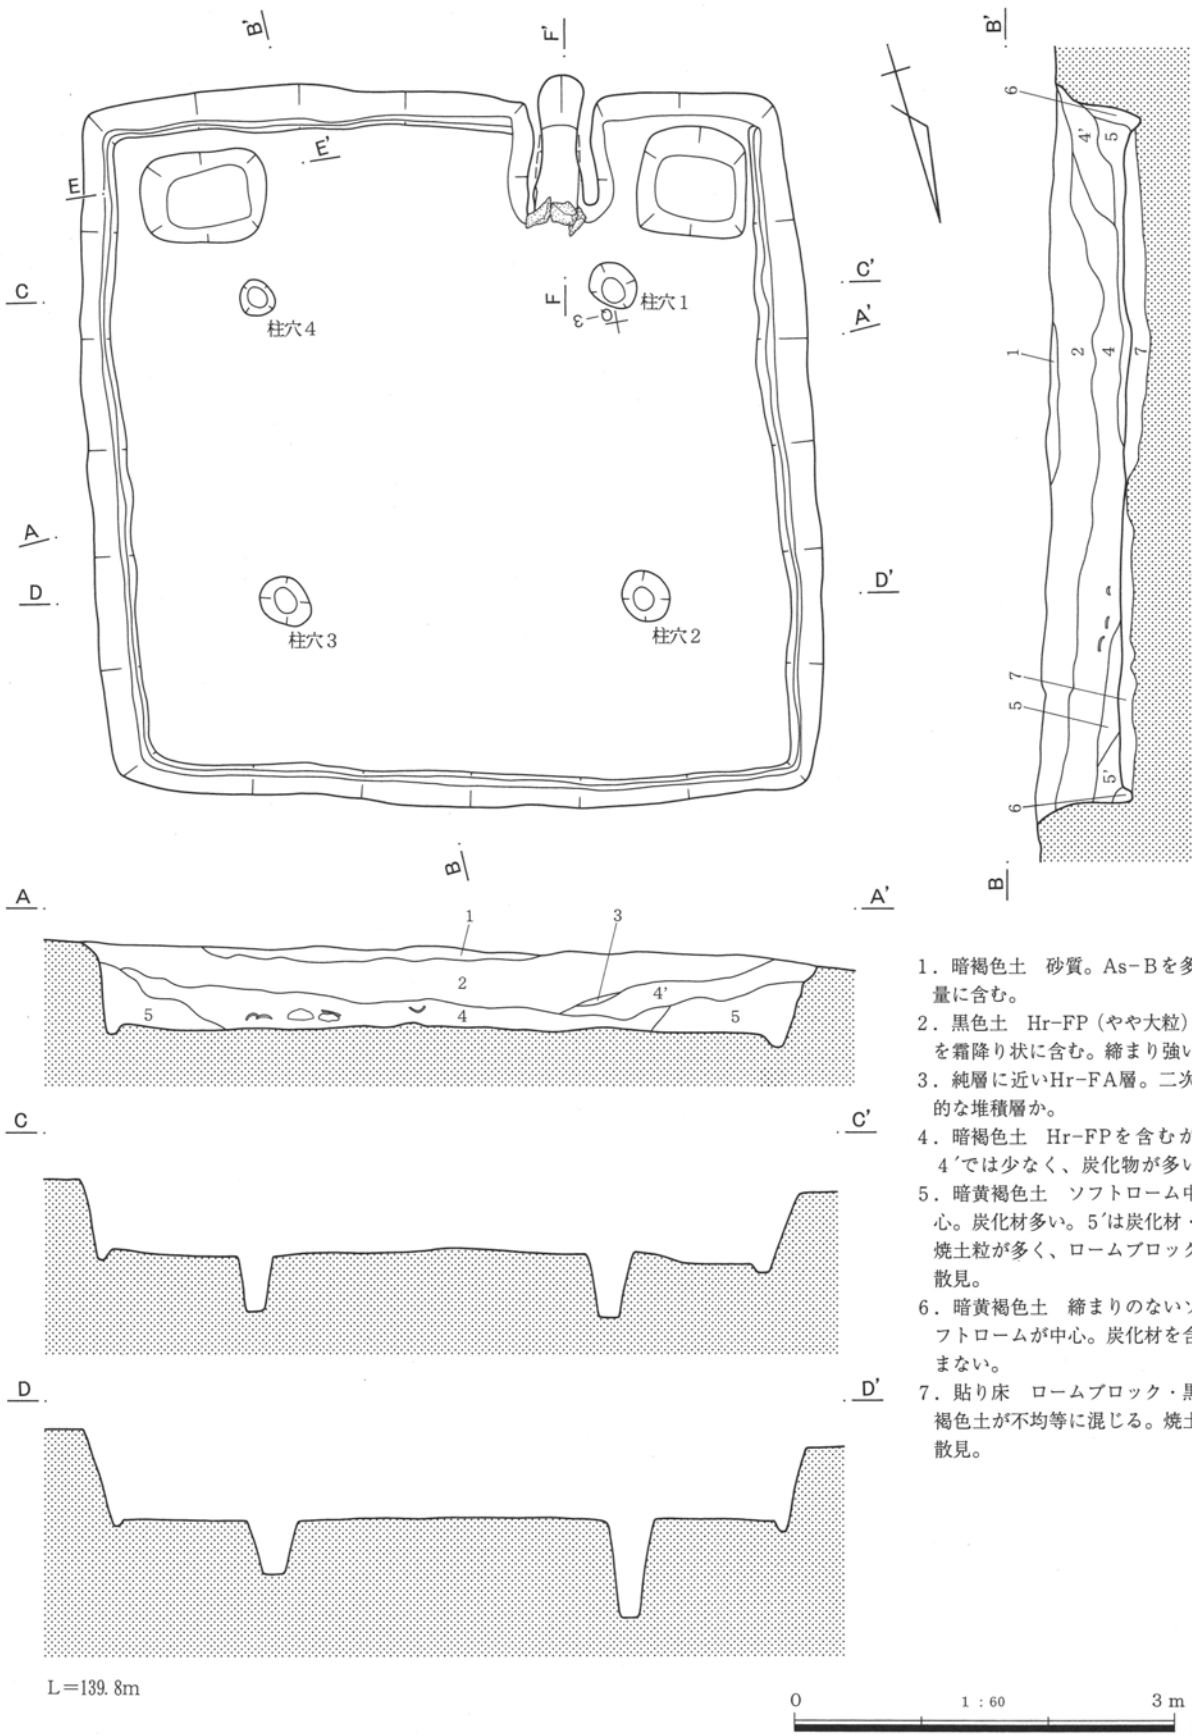 B'
F'
B'
6
4'
5
E'
E
C
C'
F
柱穴1
柱穴4
Q-3
A'
1
2
4
7
A
D
D'
柱穴3
柱穴2
7
5
5'
6
B
B
A
A'
1
3
2
4'
5
4
5
C
C'
D
D'
1．暗褐色土　砂質。As-Bを多
量に含む。
2．黒色土　Hr-FP（やや大粒）
を霜降り状に含む。締まり強い
3．純層に近いHr-FA層。二次
的な堆積層か。
4．暗褐色土　Hr-FPを含むが
4´では少なく、炭化物が多い
5．暗黄褐色土　ソフトローム中
心。炭化材多い。5´は炭化材・
焼土粒が多く、ロームブロック
散見。
6．暗黄褐色土　締まりのないソ
フトロームが中心。炭化材を含
まない。
7．貼り床　ロームブロック・黒
褐色土が不均等に混じる。焼土
散見。
L=139.8m
0　1：60　3m